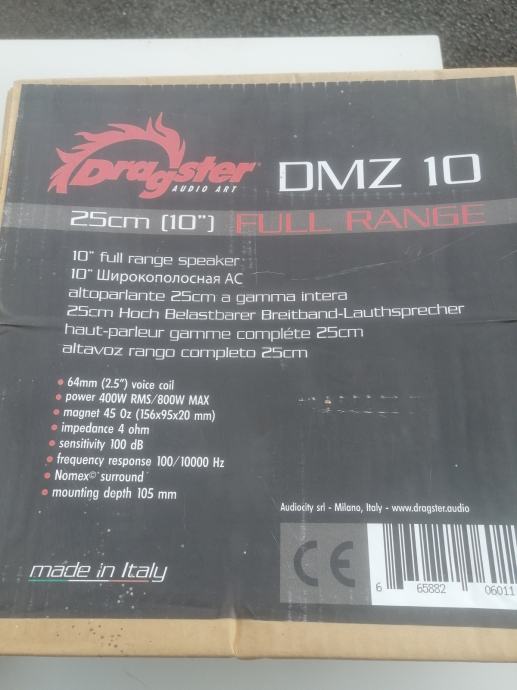 Dragster
AUDIO ART
DMZ 10
25cm (10") FULL RANGE
10" full range speaker
10" Широкополосная АС
altoparlante 25cm a gamma intera
25cm Hoch Belastbarer Breitband-Lauthsprecher
haut-parleur gamme compléte 25cm
altavoz rango completo 25cm
• 64mm (2.5") voice coil
• power 400W RMS/800W MAX
• magnet 45 Oz (156x95x20 mm)
• impedance 4 ohm
• sensitivity 100 dB
• frequency response 100/10000 Hz
• Nomex© surround
• mounting depth 105 mm
Audiocity srl - Milano, Italy - www.dragster.audio
made in Italy
CE
6 65882 06011